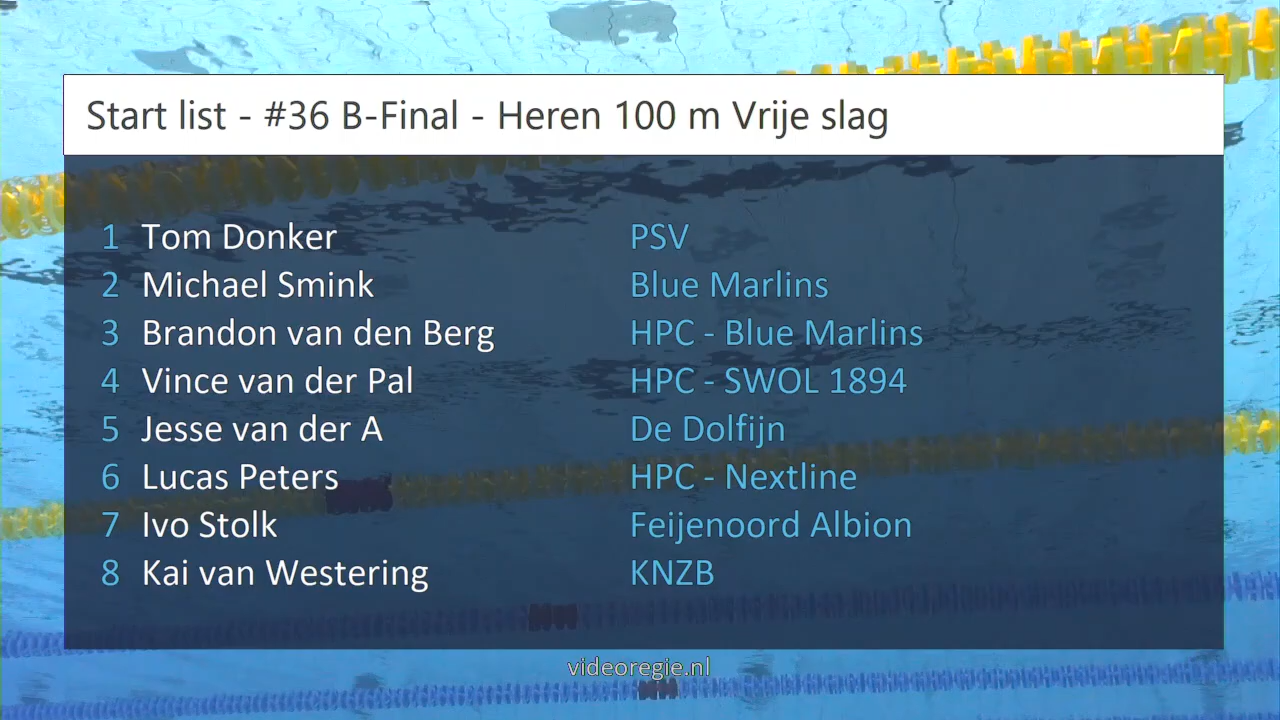 Start list - #36 B-Final - Heren 100 m Vrije slag
1 Tom Donker PSV
2 Michael Smink Blue Marlins
3 Brandon van den Berg HPC - Blue Marlins
4 Vince van der Pal HPC - SWOL 1894
5 Jesse van der A De Dolfijn
6 Lucas Peters HPC - Nextline
7 Ivo Stolk Feijenoord Albion
8 Kai van Westering KNZB
videoregie.nl